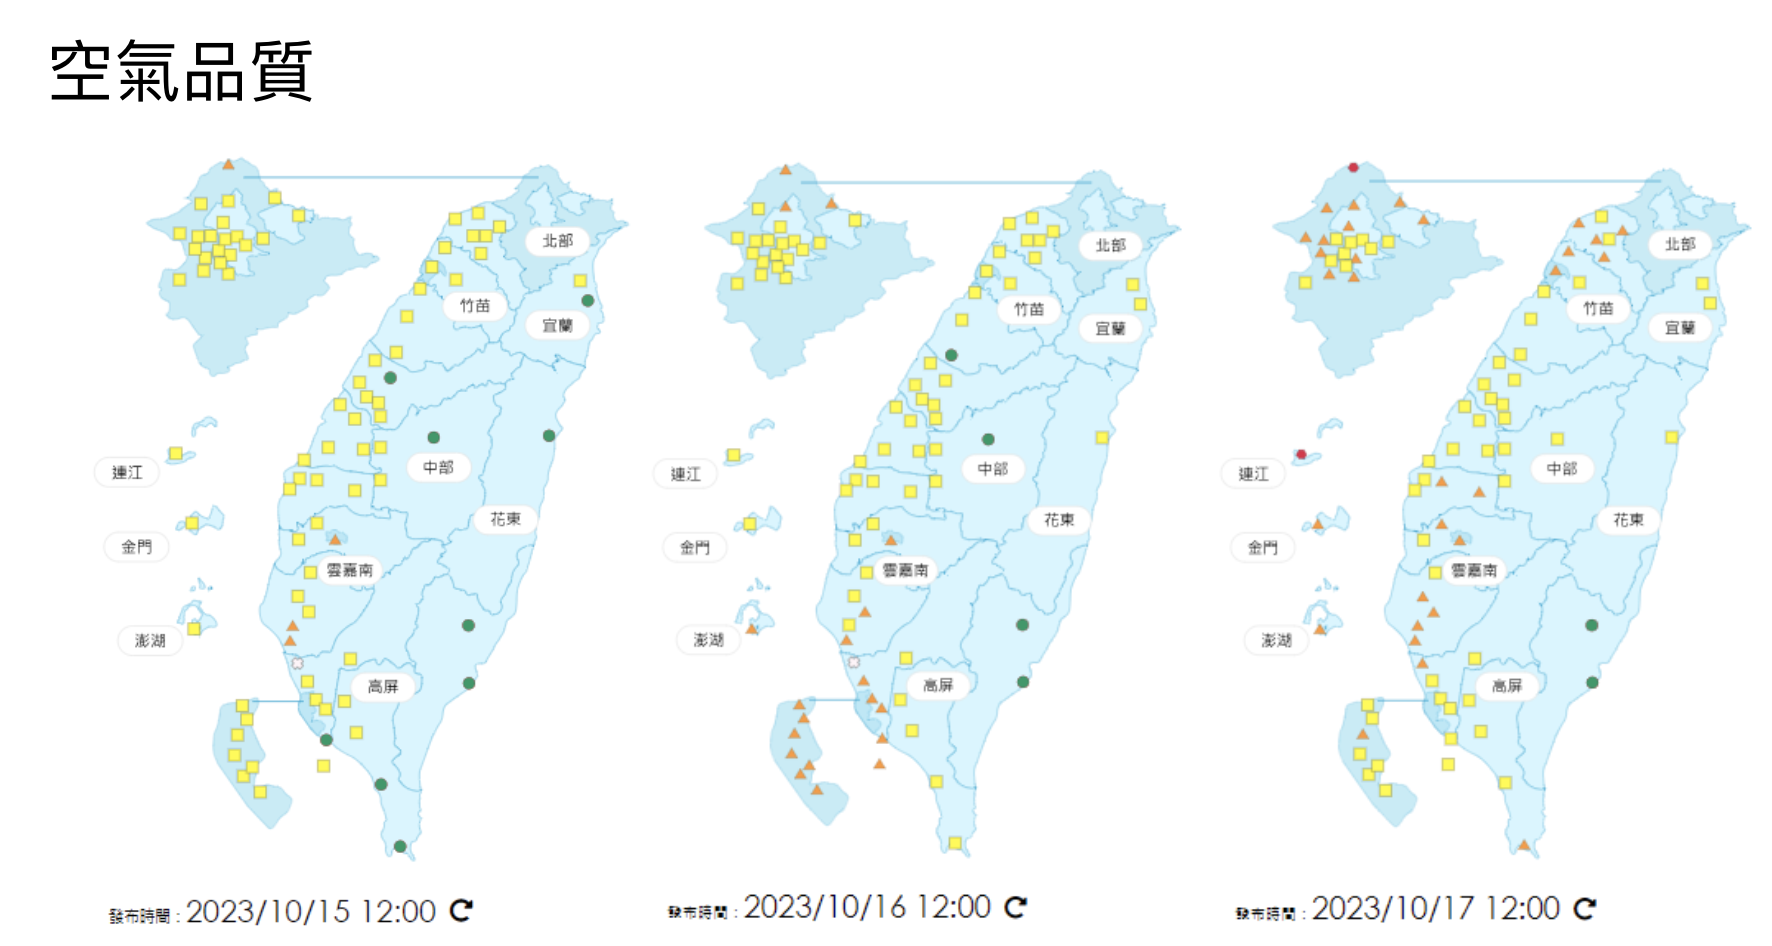 空氣品質
北部
竹苗
宜蘭
中部
花東
雲嘉南
高屏
連江
金門
澎湖
發布時間：2023/10/15 12:00
北部
竹苗
宜蘭
中部
花東
雲嘉南
高屏
連江
金門
澎湖
發布時間：2023/10/16 12:00
北部
竹苗
宜蘭
中部
花東
雲嘉南
高屏
連江
金門
澎湖
發布時間：2023/10/17 12:00